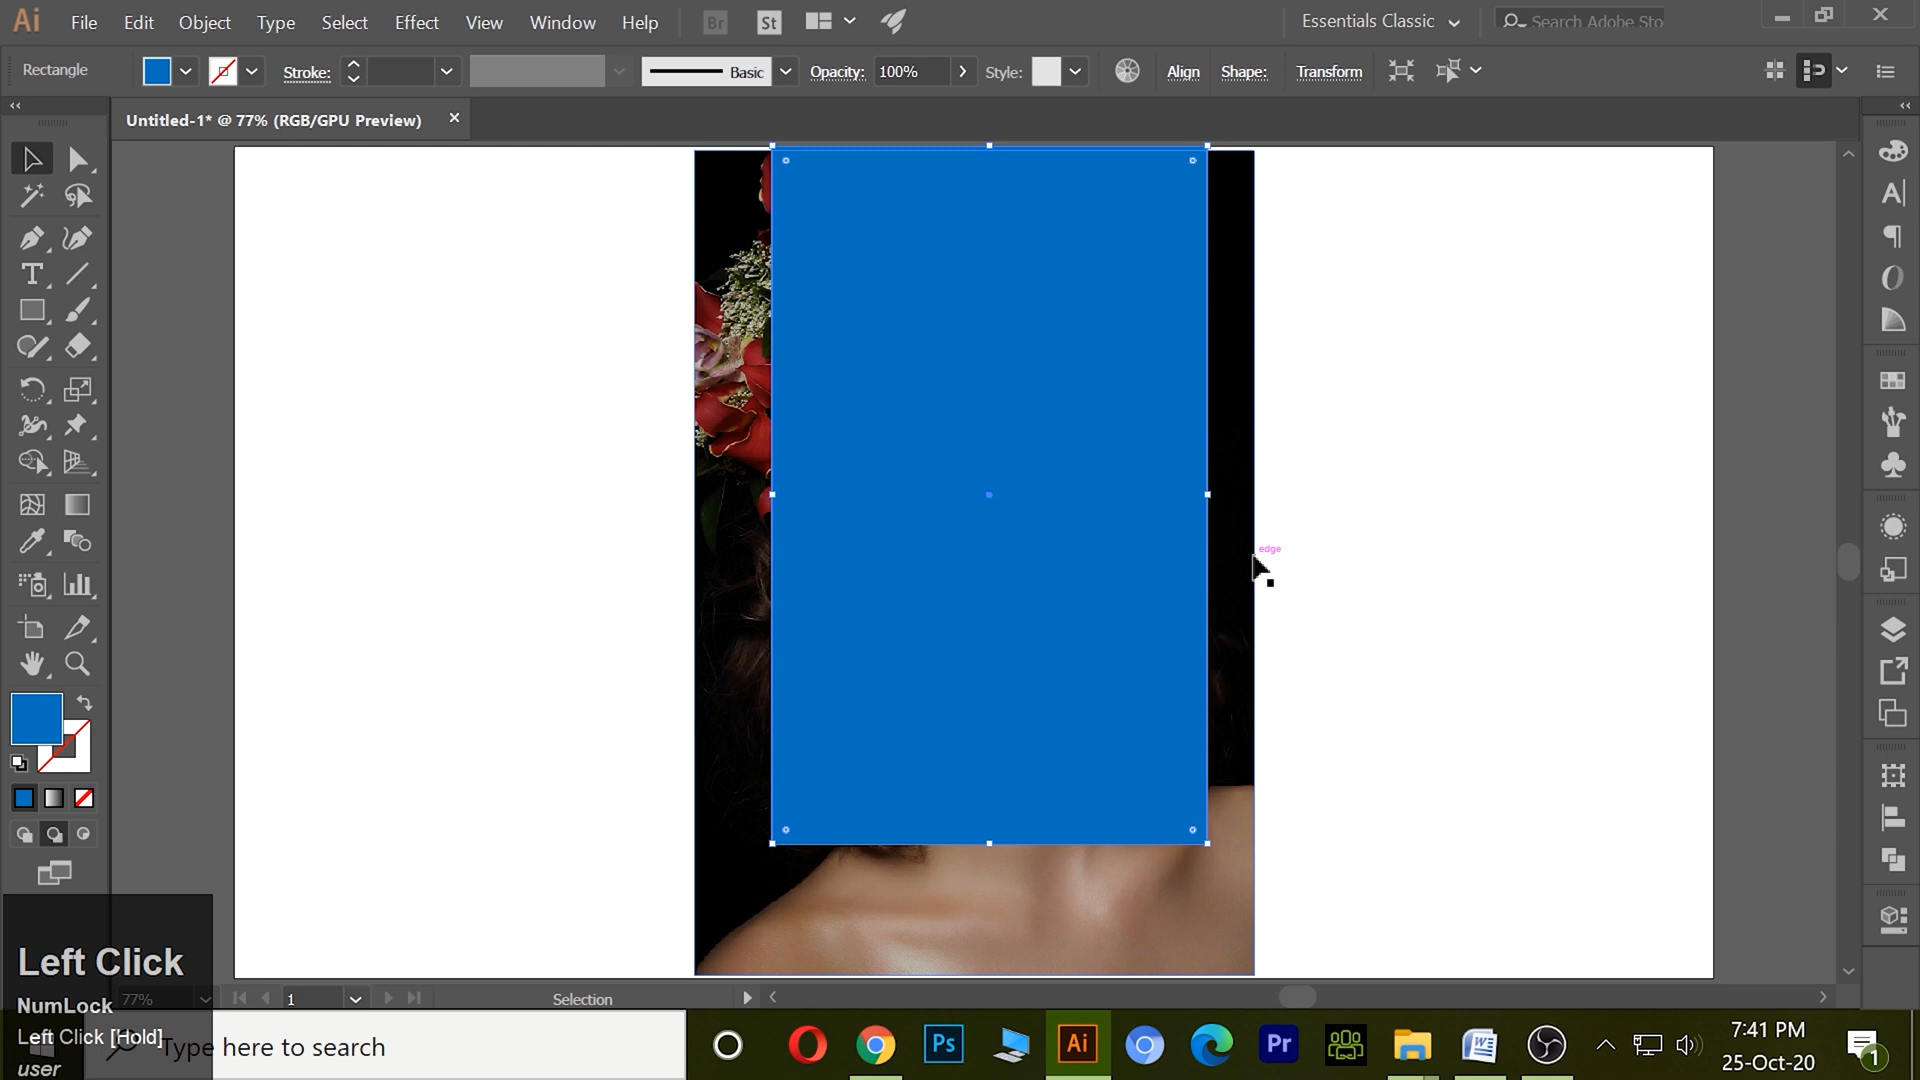 Ai File Edit Object Type Select Effect View Window Help Br St Essentials Classic Search Adobe Sto
Rectangle Stroke: Basic Opacity: 100% Style: Align Shape: Transform
Untitled-1* @ 77% (RGB/GPU Preview)
edge
77% 1 Selection
Left Click
NumLock
Left Click [Hold]
user
Type here to search
Ps Ai Pr
7:41 PM
25-Oct-20
1